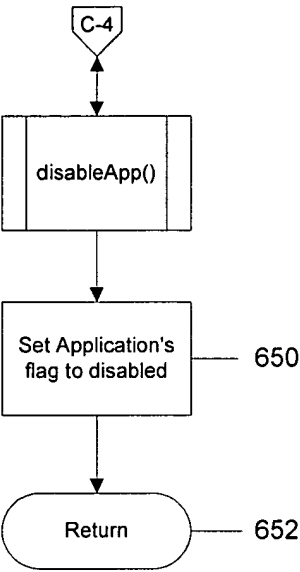 C-4
disableApp()
Set Application's
flag to disabled
650
Return
652